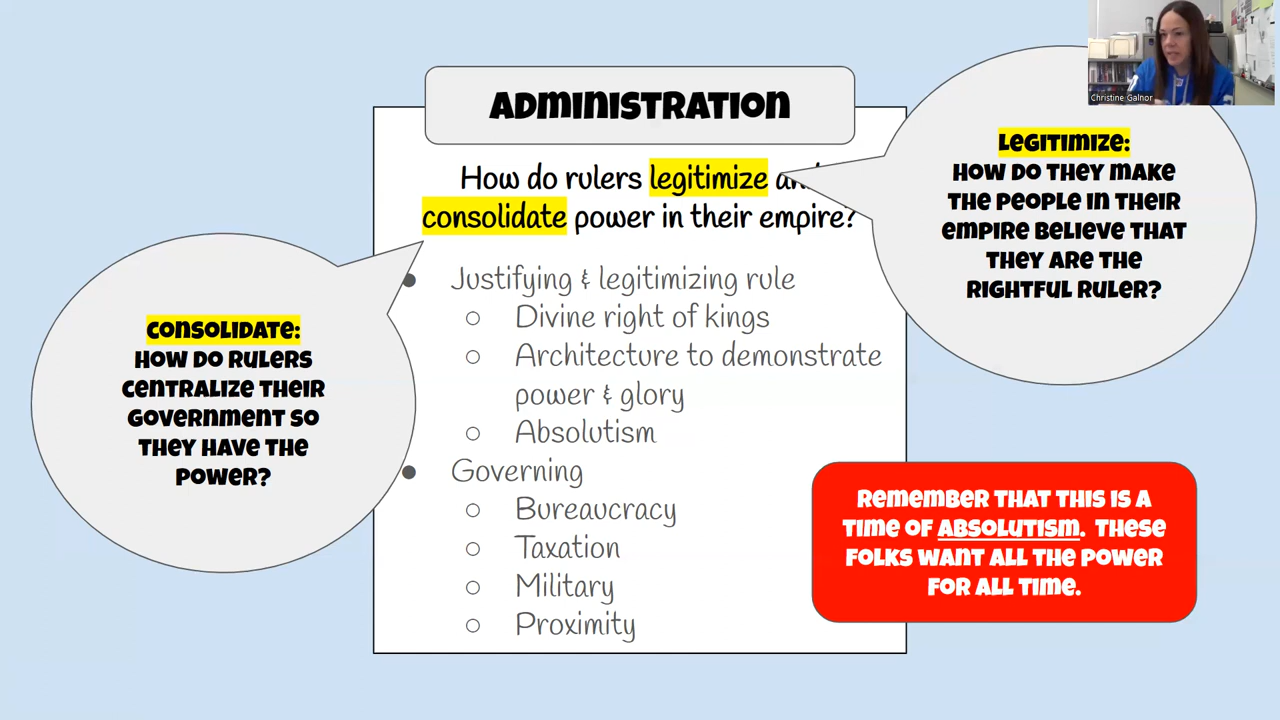 Administration
How do rulers legitimize an
consolidate power in their empire?
Justifying & legitimizing rule
Divine right of kings
Architecture to demonstrate
power & glory
Absolutism
Governing
Bureaucracy
Taxation
Military
Proximity
Consolidate:
How do rulers
centralize their
government so
they have the
power?
Legitimize:
How do they make
the people in their
empire believe that
they are the
rightful ruler?
Remember that this is a
time of absolutism. These
folks want all the power
for all time.
Christine Galnor